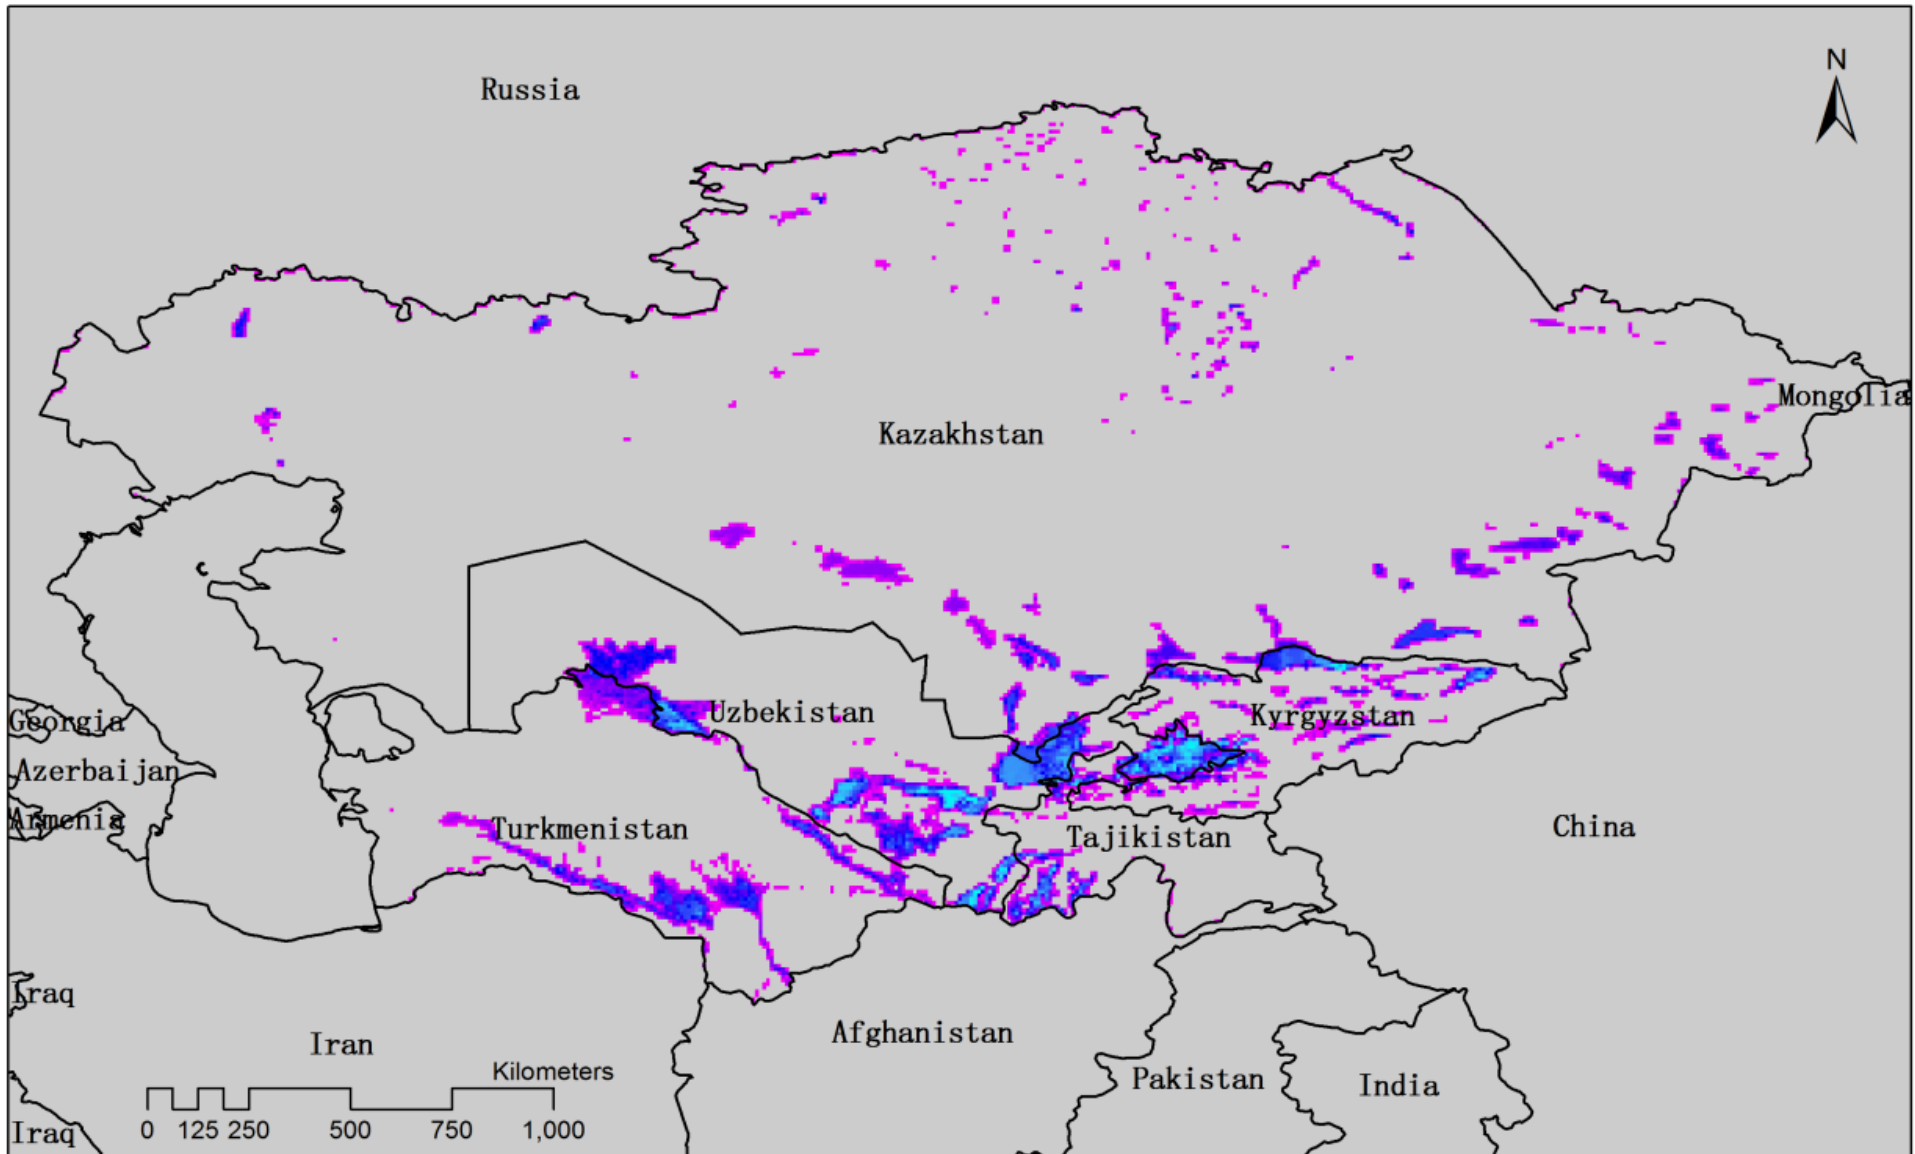 N
Russia
Kazakhstan
Mongolia
Georgia
Uzbekistan
Kyrgyzstan
Azerbaijan
Armenia
Turkmenistan
Tajikistan
China
Iraq
Iran
Afghanistan
Kilometers
Pakistan
India
0 125 250 500 750 1,000
Iraq